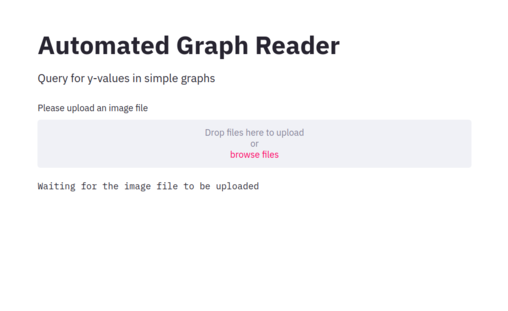 Automated Graph Reader
Query for y-values in simple graphs
Please upload an image file
Drop files here to upload
or
browse files
Waiting for the image file to be uploaded